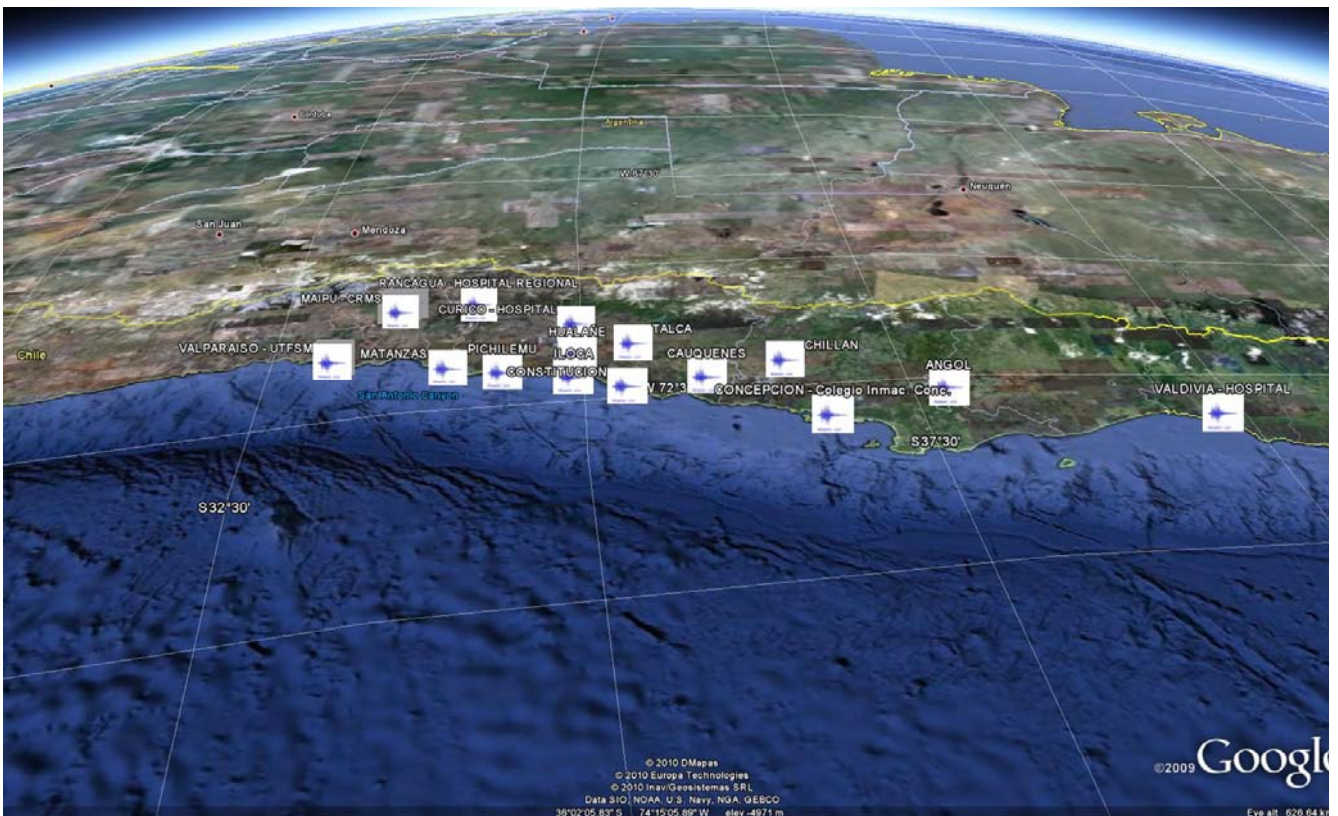 Córdoba
Argentina
W 67°30'
Neuquén
San Juan
Mendoza
RANCAGUA - HOSPITAL REGIONAL
MAIPU - CRMS
CURICO - HOSPITAL
HUALAÑE
TALCA
VALPARAISO - UTFSM
MATANZAS
PICHILEMU
ILOCA
CAUQUENES
CHILLAN
Chile
CONSTITUCION
ANGOL
W 72°3
CONCEPCION - Colegio Inmac. Conc.
VALDIVIA - HOSPITAL
San Antonio Canyon
S37°30'
S32°30'
© 2010 DMapas
© 2010 Europa Technologies
© 2010 Inav/Geosistemas SRL
Data SIO, NOAA, U.S. Navy, NGA, GEBCO
©2009 Google
36°02'05.83" S 74°15'05.89" W elev -4971 m
Eye alt 626.64 km